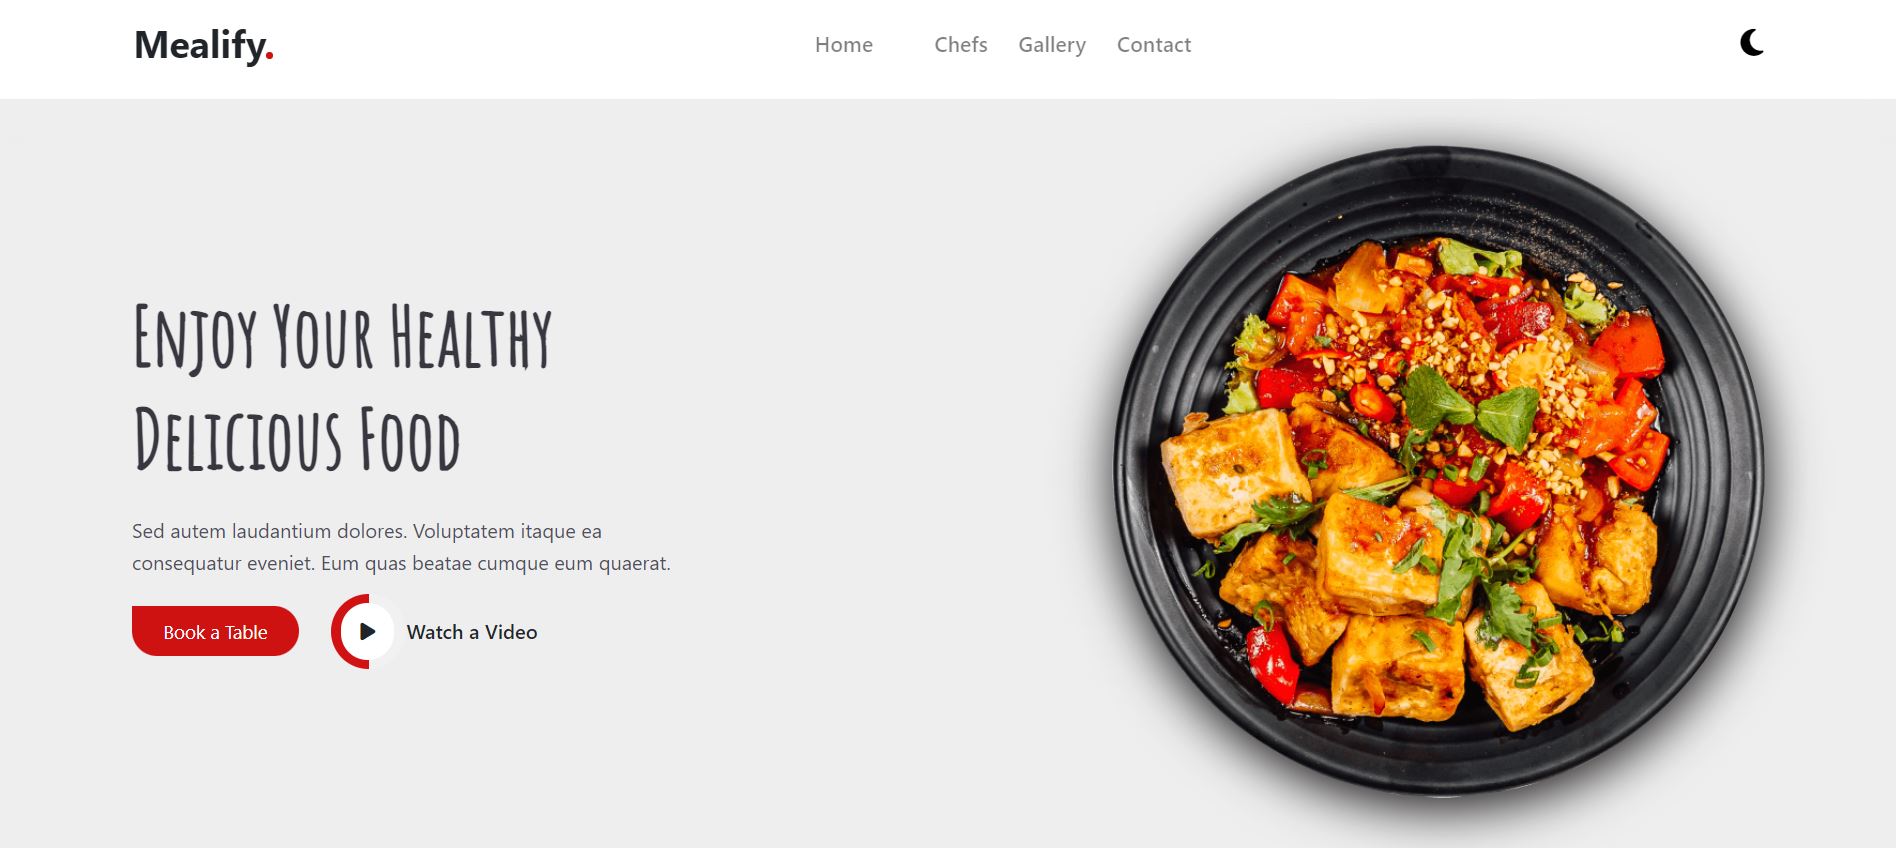 Mealify.
Home Chefs Gallery Contact
Enjoy Your Healthy
Delicious Food
Sed autem laudantium dolores. Voluptatem itaque ea
consequatur eveniet. Eum quas beatae cumque eum quaerat.
Book a Table
Watch a Video